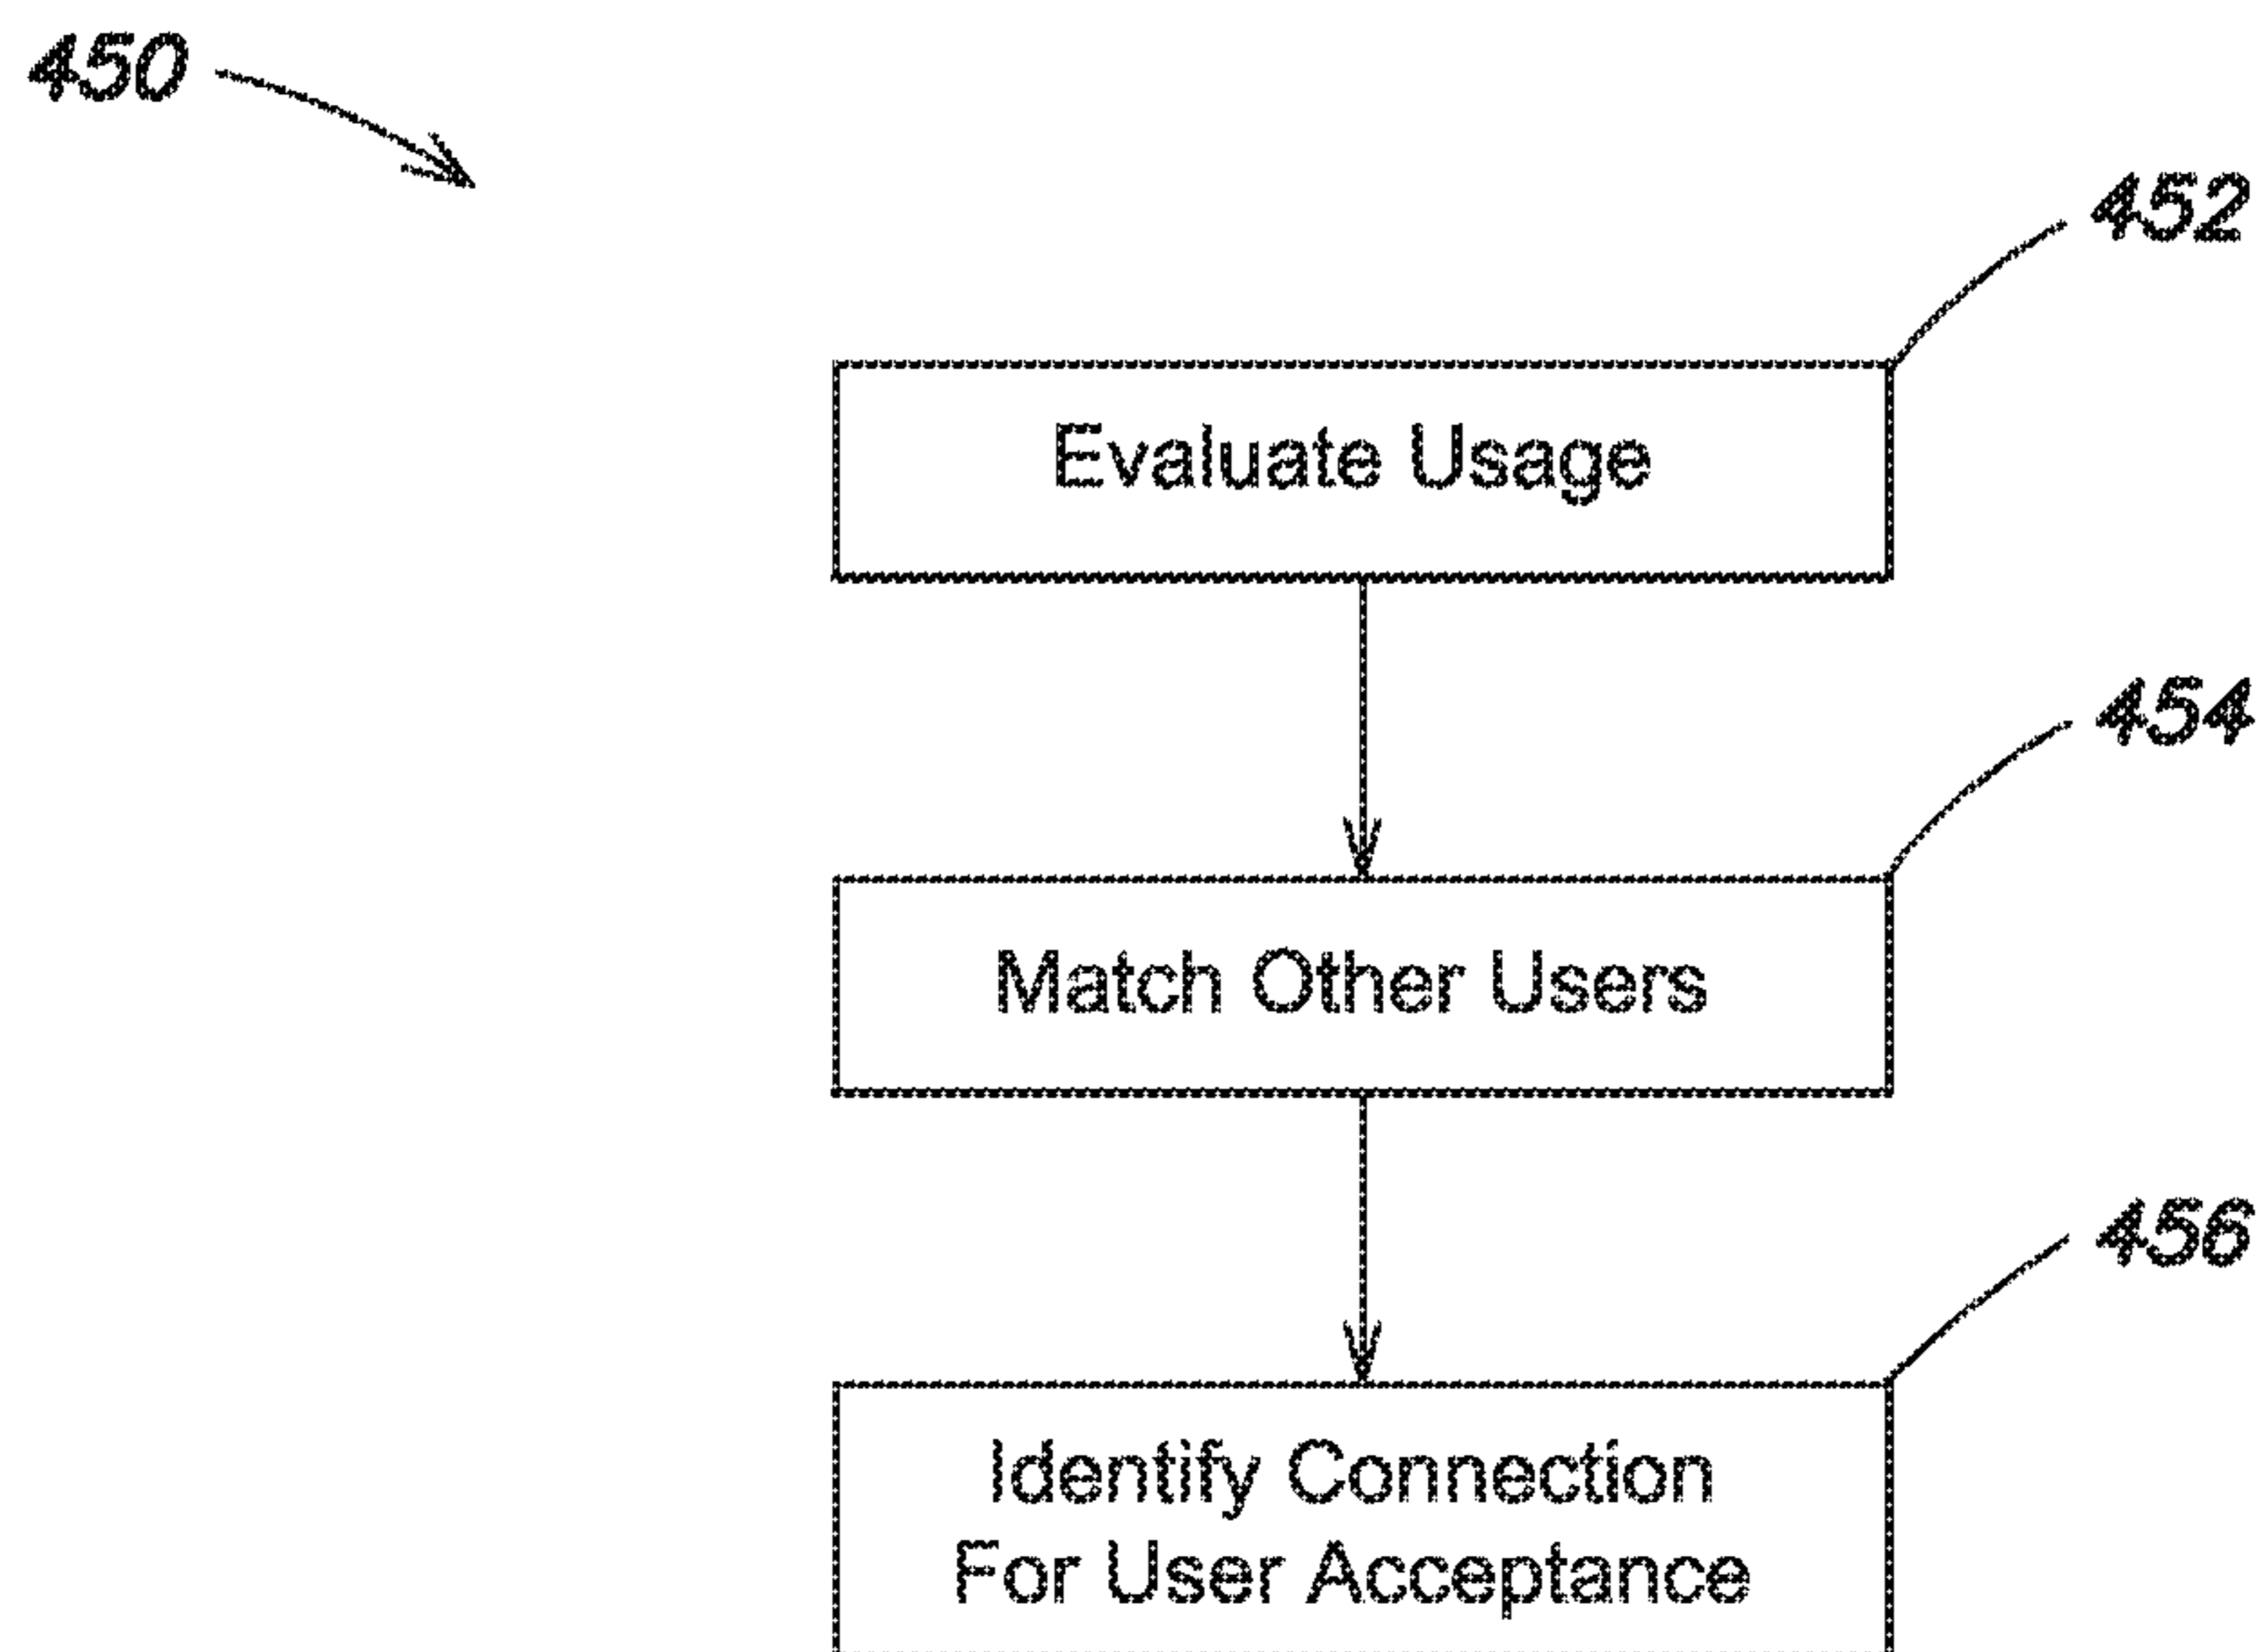 450
452
Evaluate Usage
454
Match Other Users
456
Identify Connection
For User Acceptance